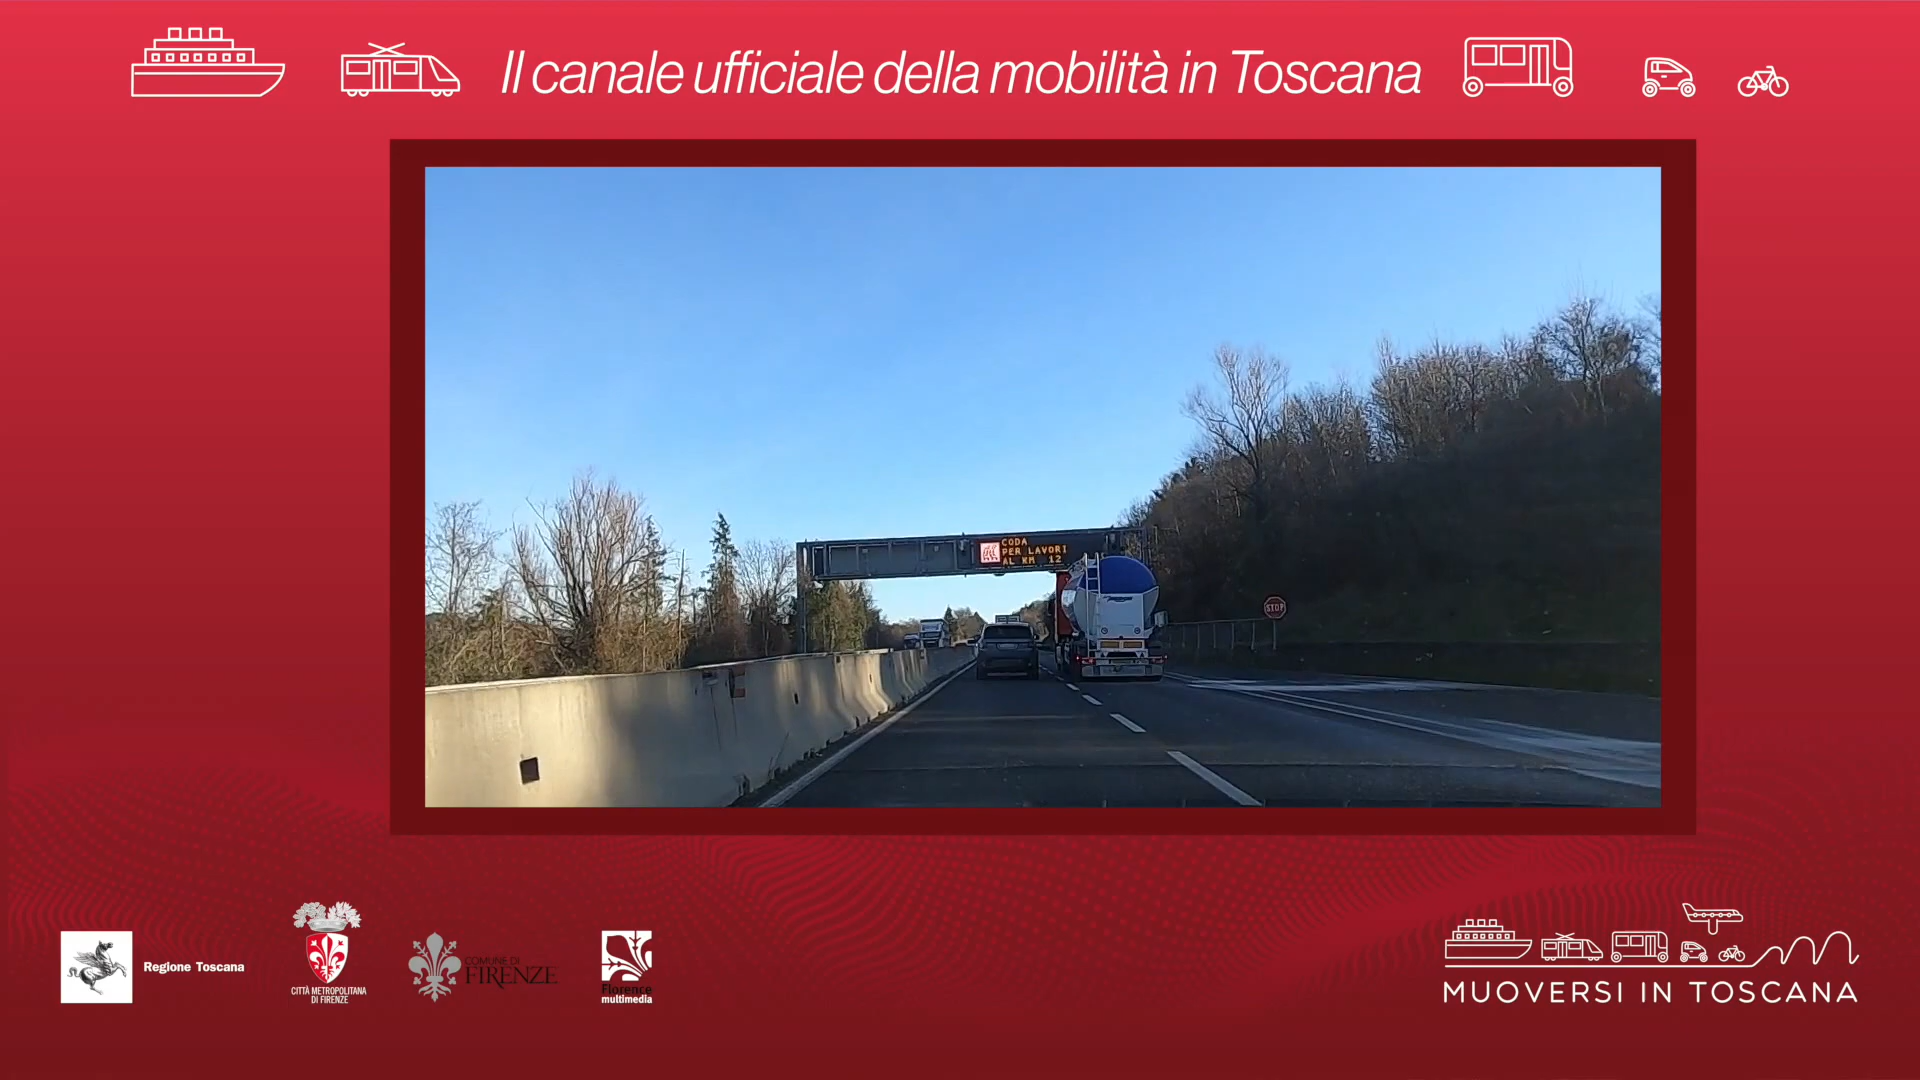 Il canale ufficiale della mobilità in Toscana
CODA
PER LAVORI
AL KM 12
STOP
Regione Toscana
CITTÀ METROPOLITANA
DI FIRENZE
COMUNE DI
FIRENZE
Florence
multimedia
MUOVERSI IN TOSCANA